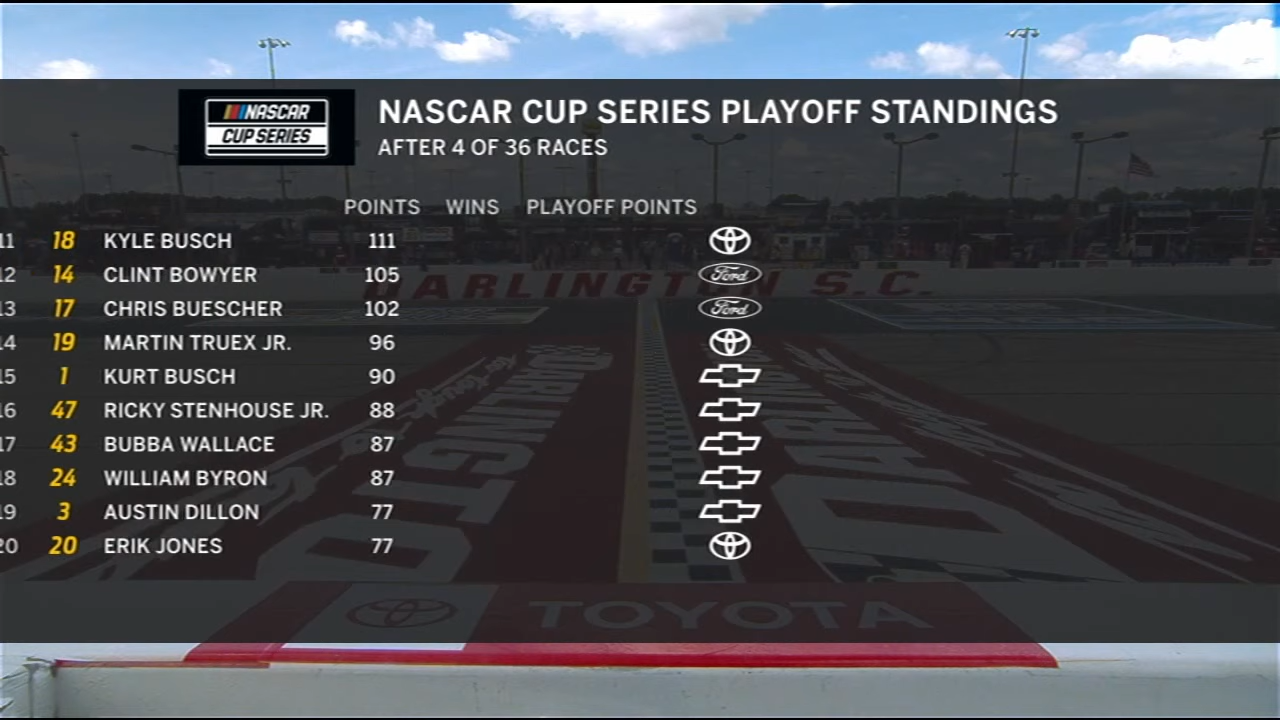 NASCAR
CUP SERIES
NASCAR CUP SERIES PLAYOFF STANDINGS
AFTER 4 OF 36 RACES
POINTS WINS PLAYOFF POINTS
11 18 KYLE BUSCH 111
12 14 CLINT BOWYER 105 Ford
13 17 CHRIS BUESCHER 102 Ford
14 19 MARTIN TRUEX JR. 96
15 1 KURT BUSCH 90
16 47 RICKY STENHOUSE JR. 88
17 43 BUBBA WALLACE 87
18 24 WILLIAM BYRON 87
19 3 AUSTIN DILLON 77
20 20 ERIK JONES 77
DARLINGTON S.C.
TOYOTA